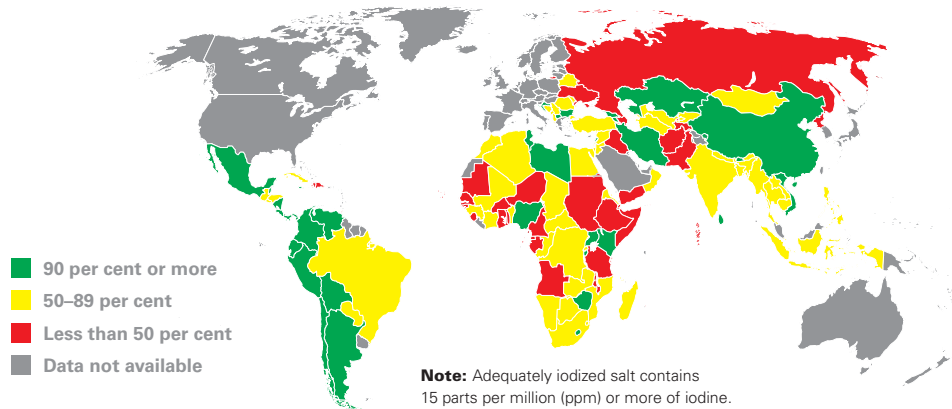 90 per cent or more
50–89 per cent
Less than 50 per cent
Data not available
Note: Adequately iodized salt contains
15 parts per million (ppm) or more of iodine.